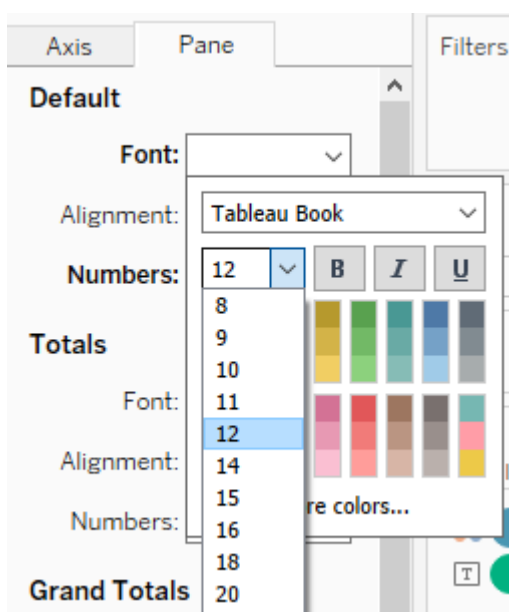 Axis Pane Filters
Default
Font:
Alignment: Tableau Book
Numbers: 12 B I U
8
9
Totals
10
11
Font:
12
14
Alignment:
15
re colors...
Numbers:
16
18
T
Grand Totals
20